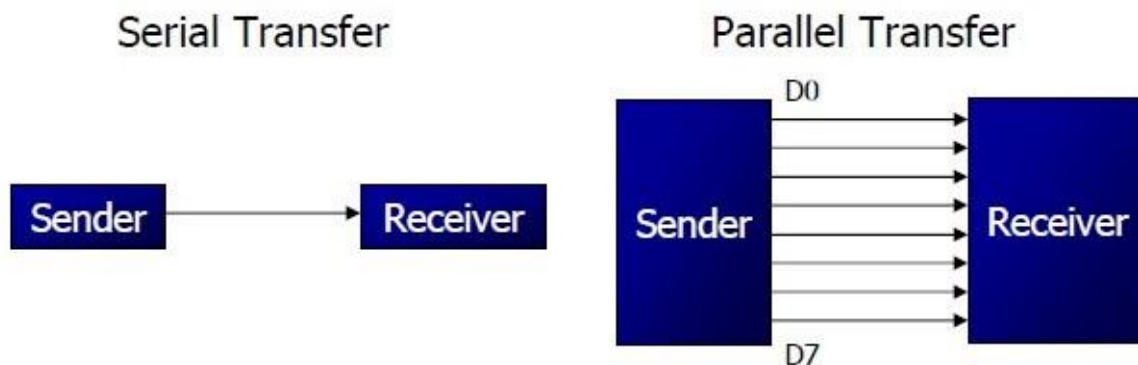 Serial Transfer
Sender
Receiver
Parallel Transfer
D0
Sender
Receiver
D7